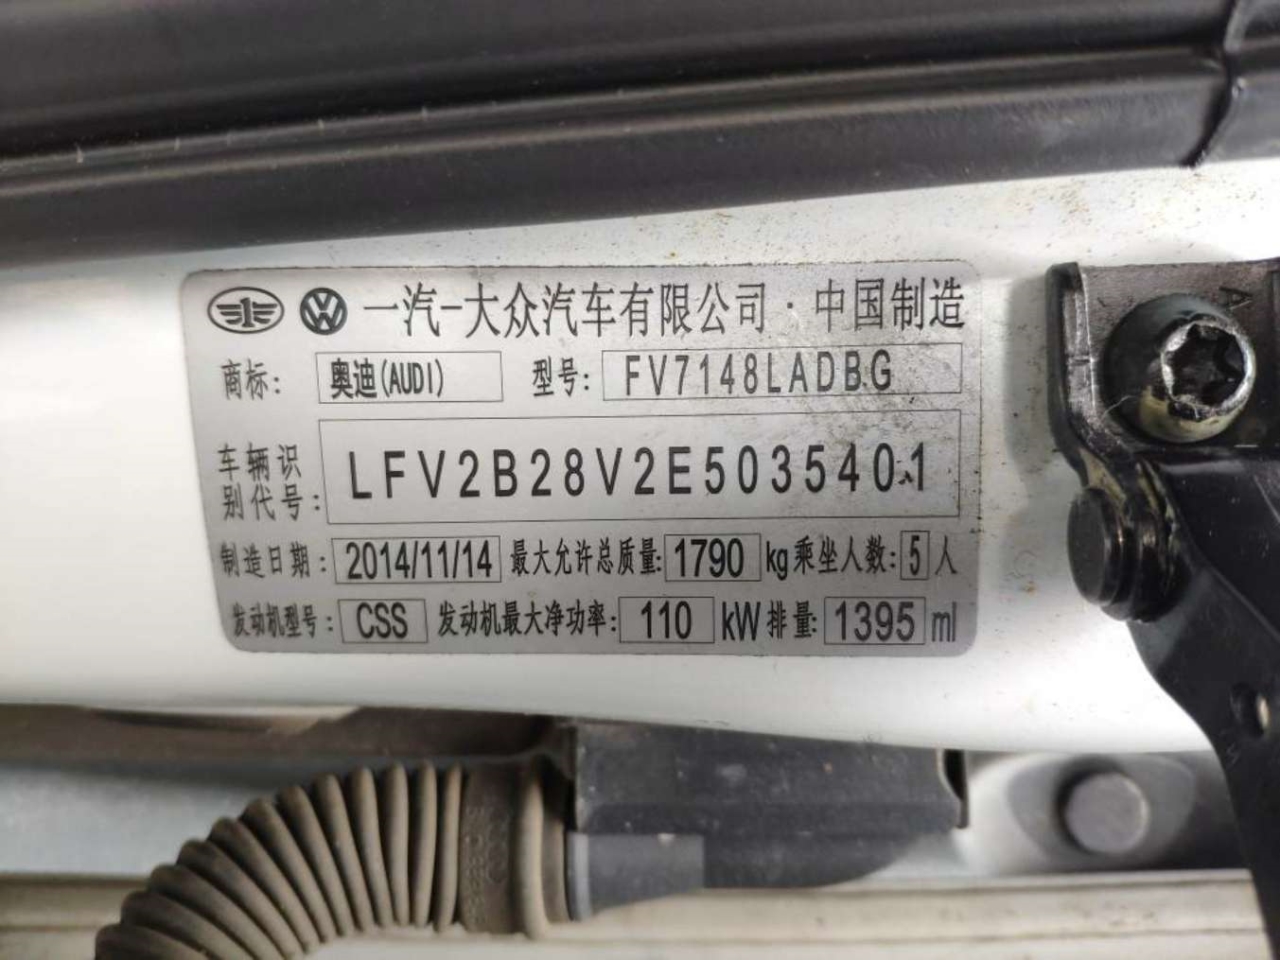 一汽-大众汽车有限公司·中国制造
商标: 奥迪(AUDI) 型号: FV7148LADBG
车辆识别代号: LFV2B28V2E5035401
制造日期: 2014/11/14 最大允许总质量: 1790 kg 乘坐人数: 5 人
发动机型号: CSS 发动机最大净功率: 110 kW 排量: 1395 ml